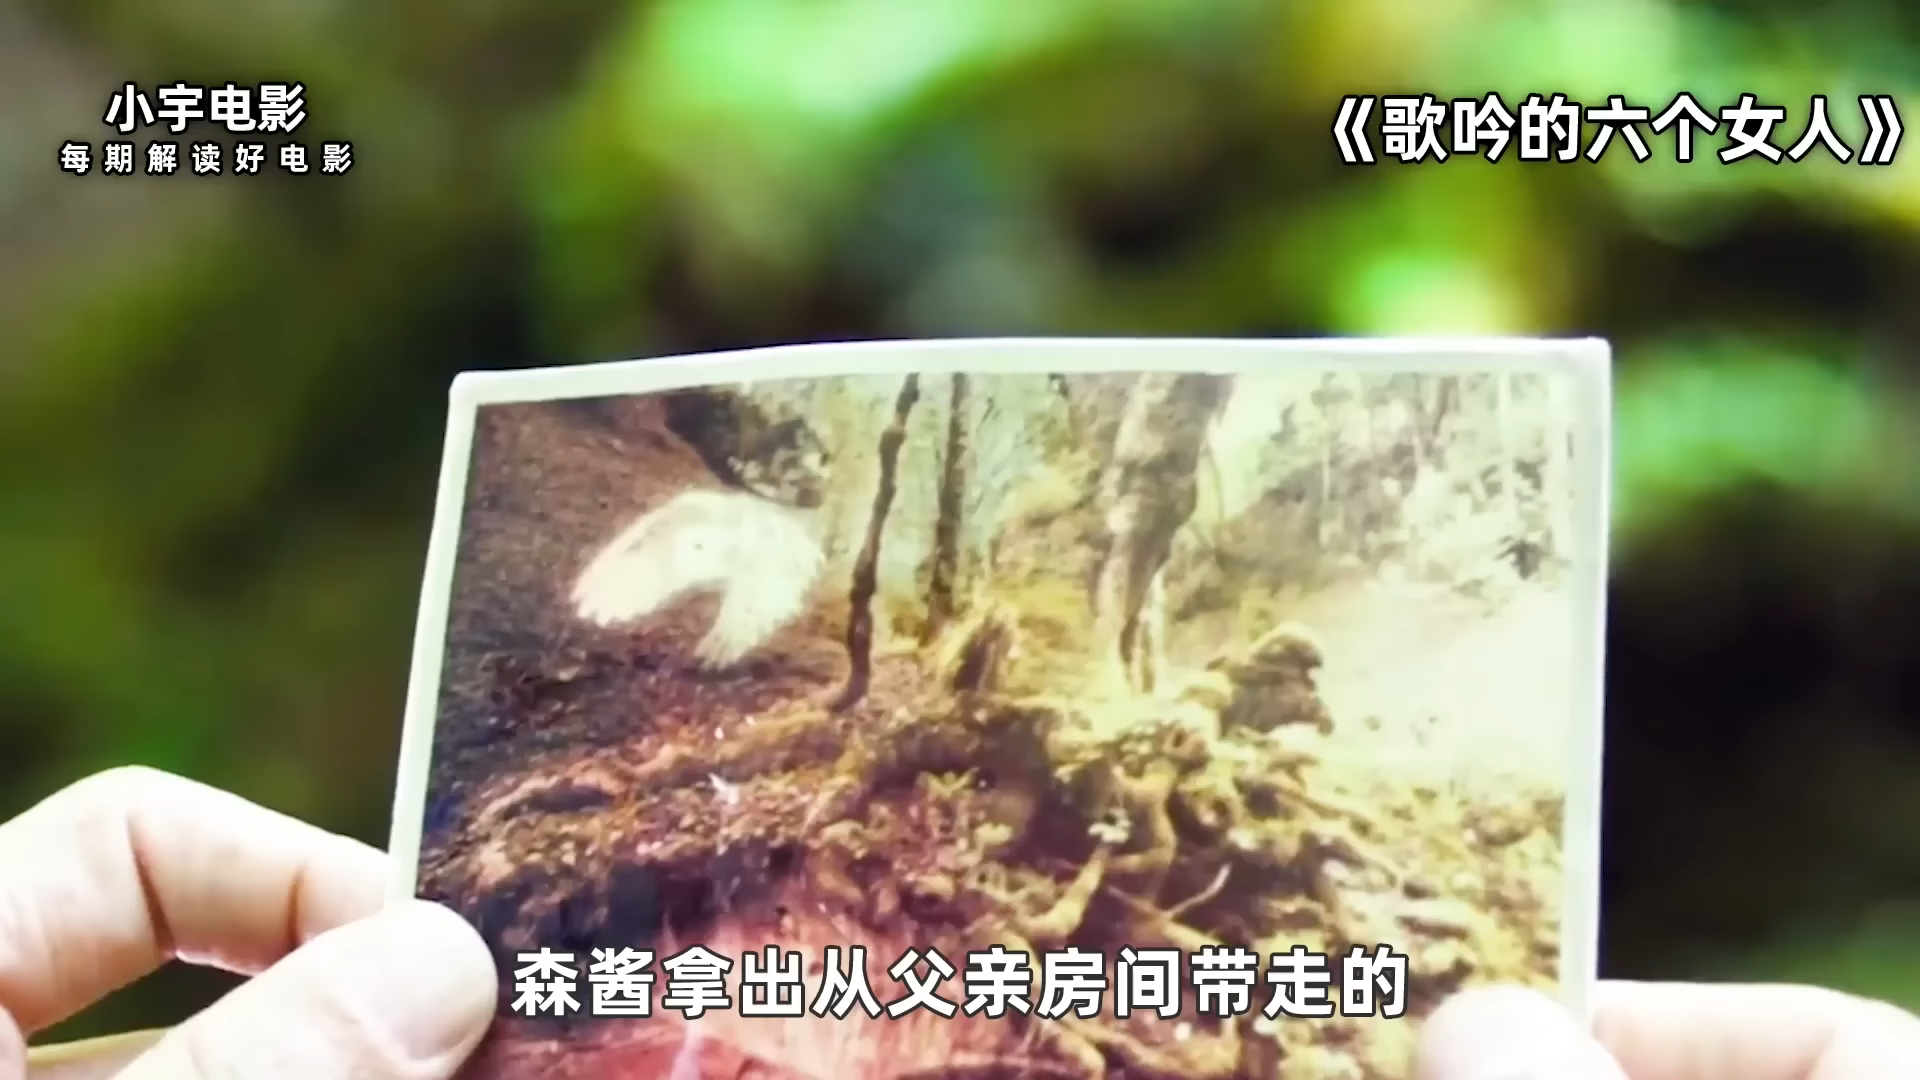 小宇电影
每期解读好电影
《歌吟的六个女人》
森酱拿出从父亲房间带走的